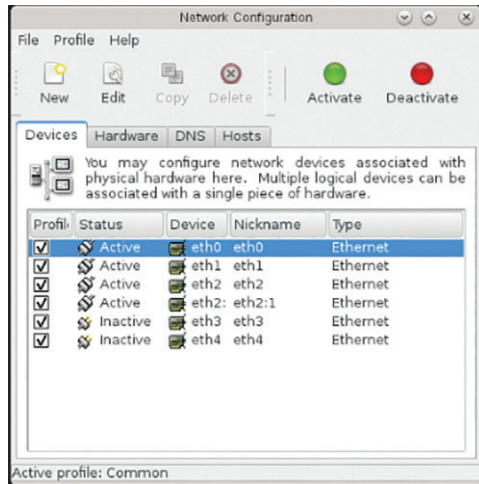 Network Configuration
File Profile Help
New Edit Copy Delete Activate Deactivate
Devices Hardware DNS Hosts
You may configure network devices associated with
physical hardware here. Multiple logical devices can be
associated with a single piece of hardware.
Profil Status Device Nickname Type
Active eth0 eth0 Ethernet
Active eth1 eth1 Ethernet
Active eth2 eth2 Ethernet
Active eth2: eth2:1 Ethernet
Inactive eth3 eth3 Ethernet
Inactive eth4 eth4 Ethernet
Active profile: Common